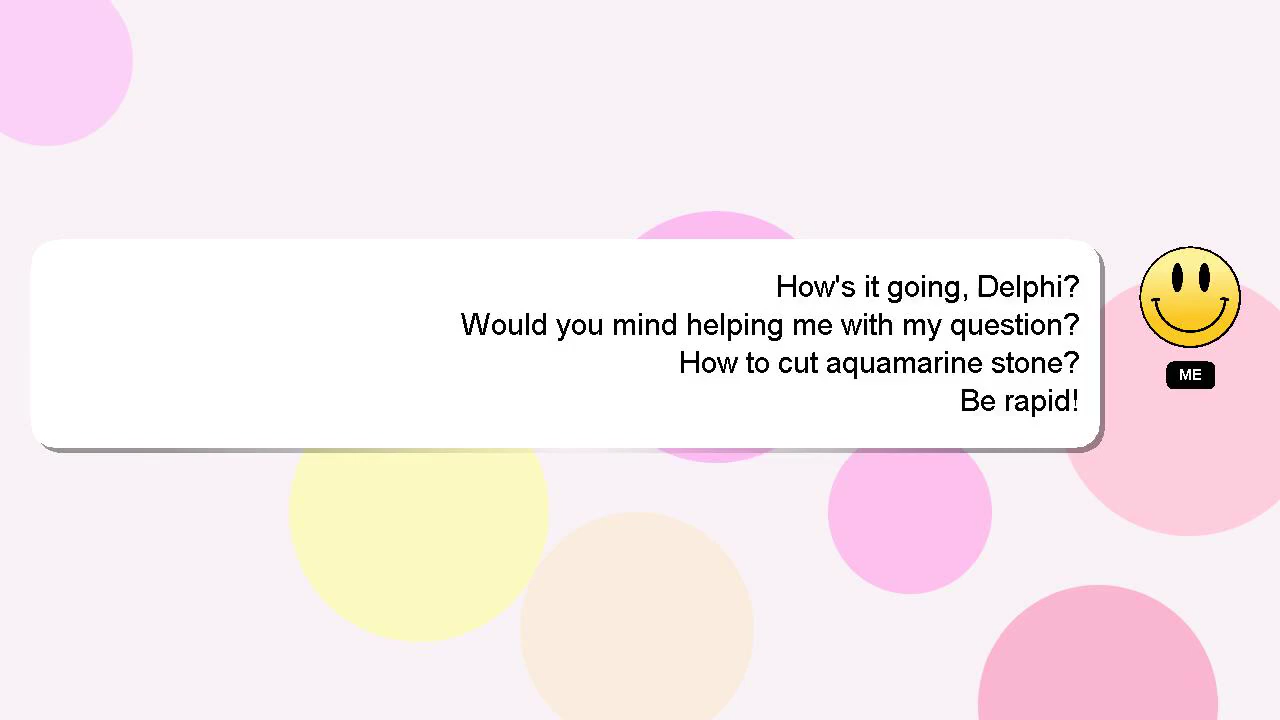 How's it going, Delphi?
Would you mind helping me with my question?
How to cut aquamarine stone?
Be rapid!
ME